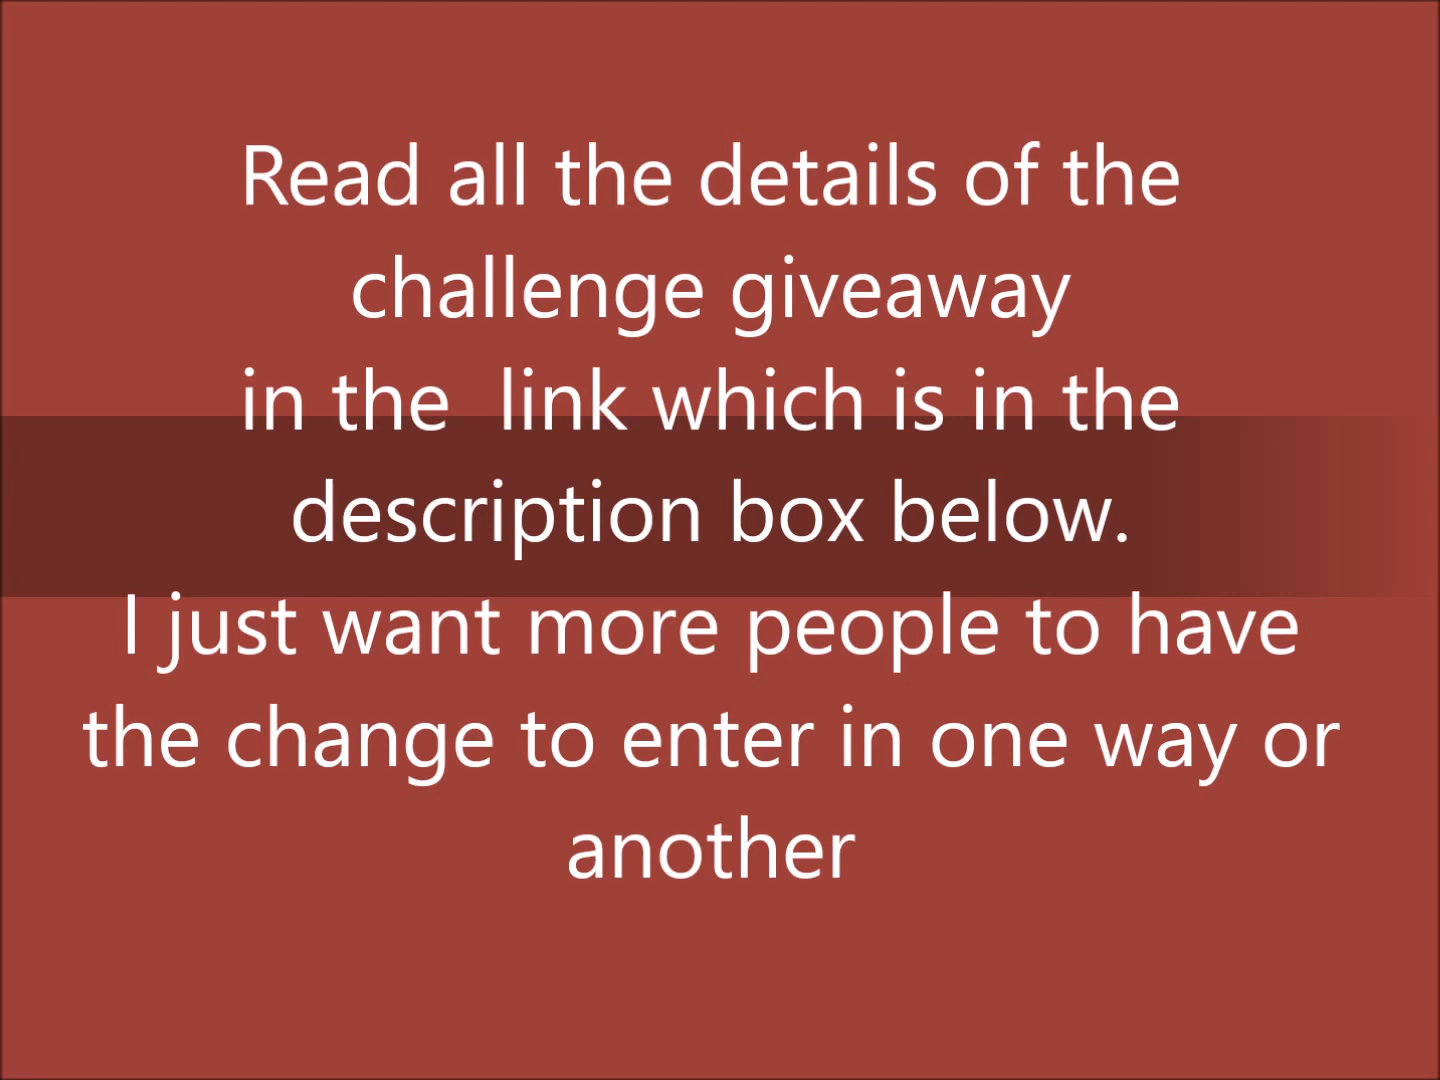 Read all the details of the
challenge giveaway
in the  link which is in the
description box below.
I just want more people to have
the change to enter in one way or
another